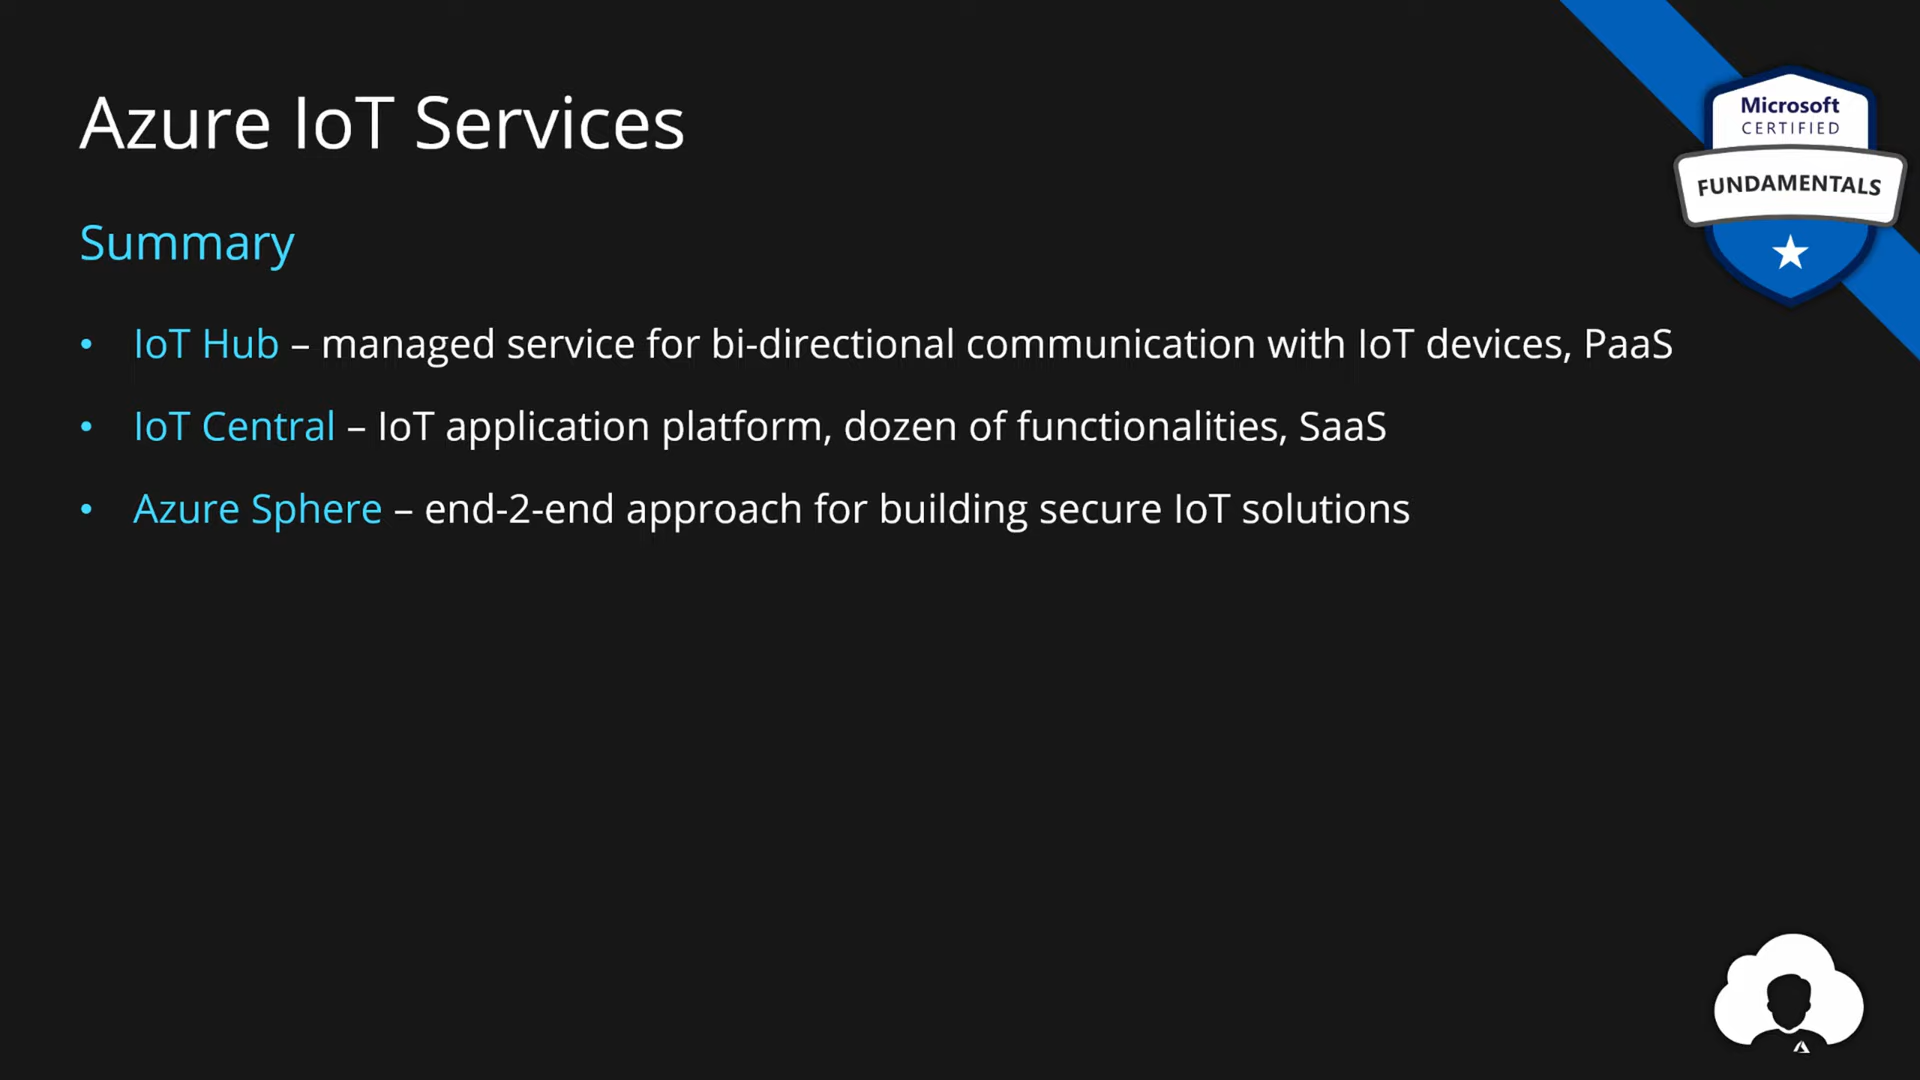 Azure IoT Services
Microsoft
CERTIFIED
FUNDAMENTALS
Summary
• IoT Hub – managed service for bi-directional communication with IoT devices, PaaS
• IoT Central – IoT application platform, dozen of functionalities, SaaS
• Azure Sphere – end-2-end approach for building secure IoT solutions